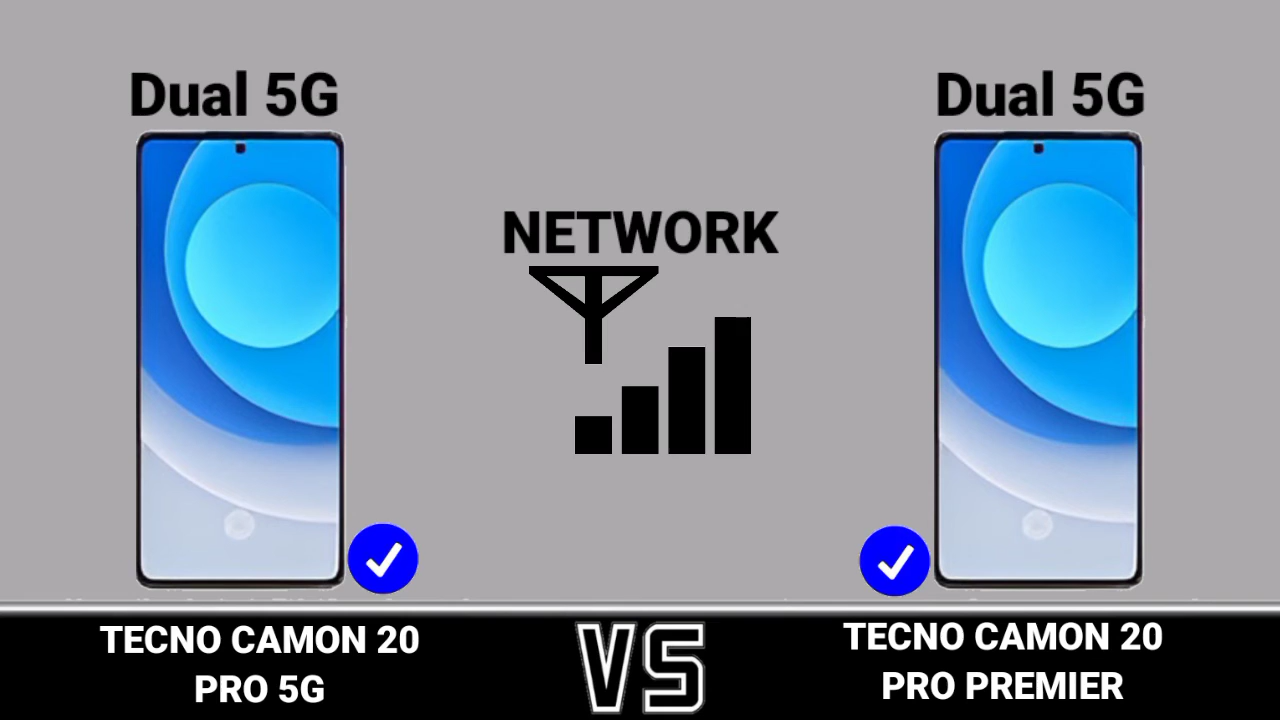 Dual 5G
Dual 5G
NETWORK
TECNO CAMON 20
PRO 5G
VS
TECNO CAMON 20
PRO PREMIER